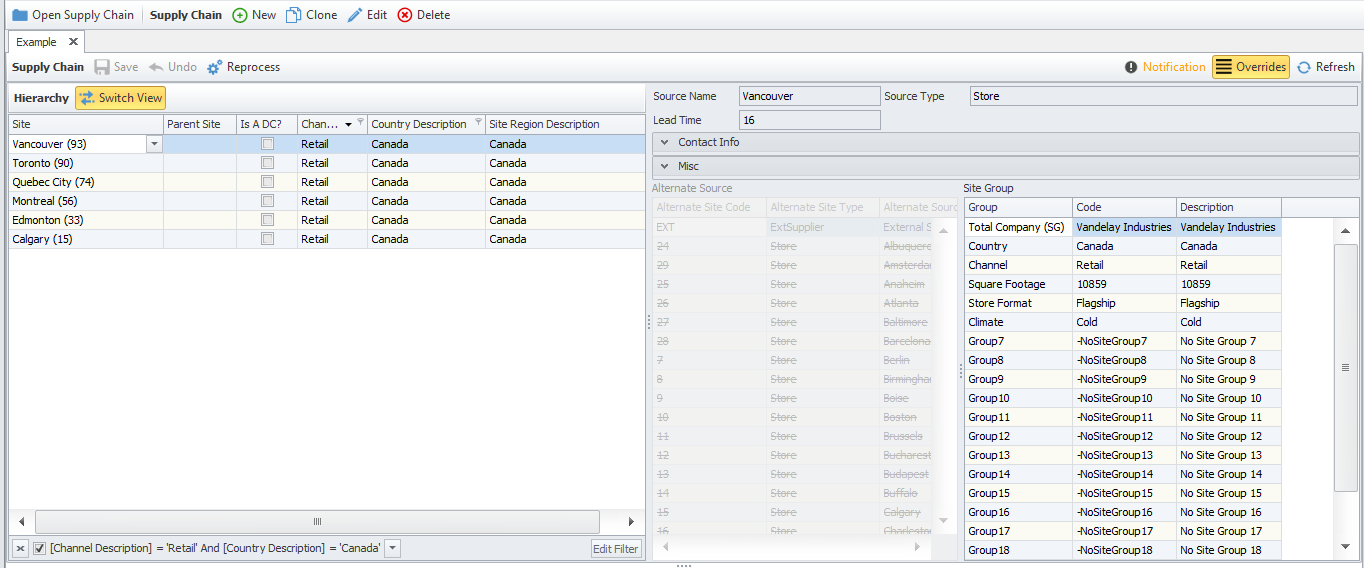 Open Supply Chain Supply Chain New Clone Edit Delete
Example
Supply Chain Save Undo Reprocess Notification Overrides Refresh
Hierarchy Switch View
Site Parent Site Is A DC? Chan... Country Description Site Region Description
Vancouver (93) Retail Canada Canada
Toronto (90) Retail Canada Canada
Quebec City (74) Retail Canada Canada
Montreal (56) Retail Canada Canada
Edmonton (33) Retail Canada Canada
Calgary (15) Retail Canada Canada
[Channel Description] = 'Retail' And [Country Description] = 'Canada' Edit Filter
Source Name Vancouver Source Type Store
Lead Time 16
Contact Info
Misc
Alternate Source
Alternate Site Code Alternate Site Type Alternate Sourc
EXT ExtSupplier External S
24 Store Albuquerq
29 Store Amsterda
25 Store Anaheim
26 Store Atlanta
27 Store Baltimore
28 Store Barcelona
7 Store Berlin
8 Store Birmingha
9 Store Boise
10 Store Boston
11 Store Brussels
12 Store Bucharest
13 Store Budapest
14 Store Buffalo
15 Store Calgary
16 Store Charlesto
Site Group
Group Code Description
Total Company (SG) Vandelay Industries Vandelay Industries
Country Canada Canada
Channel Retail Retail
Square Footage 10859 10859
Store Format Flagship Flagship
Climate Cold Cold
Group7 -NoSiteGroup7 No Site Group 7
Group8 -NoSiteGroup8 No Site Group 8
Group9 -NoSiteGroup9 No Site Group 9
Group10 -NoSiteGroup10 No Site Group 10
Group11 -NoSiteGroup11 No Site Group 11
Group12 -NoSiteGroup12 No Site Group 12
Group13 -NoSiteGroup13 No Site Group 13
Group14 -NoSiteGroup14 No Site Group 14
Group15 -NoSiteGroup15 No Site Group 15
Group16 -NoSiteGroup16 No Site Group 16
Group17 -NoSiteGroup17 No Site Group 17
Group18 -NoSiteGroup18 No Site Group 18